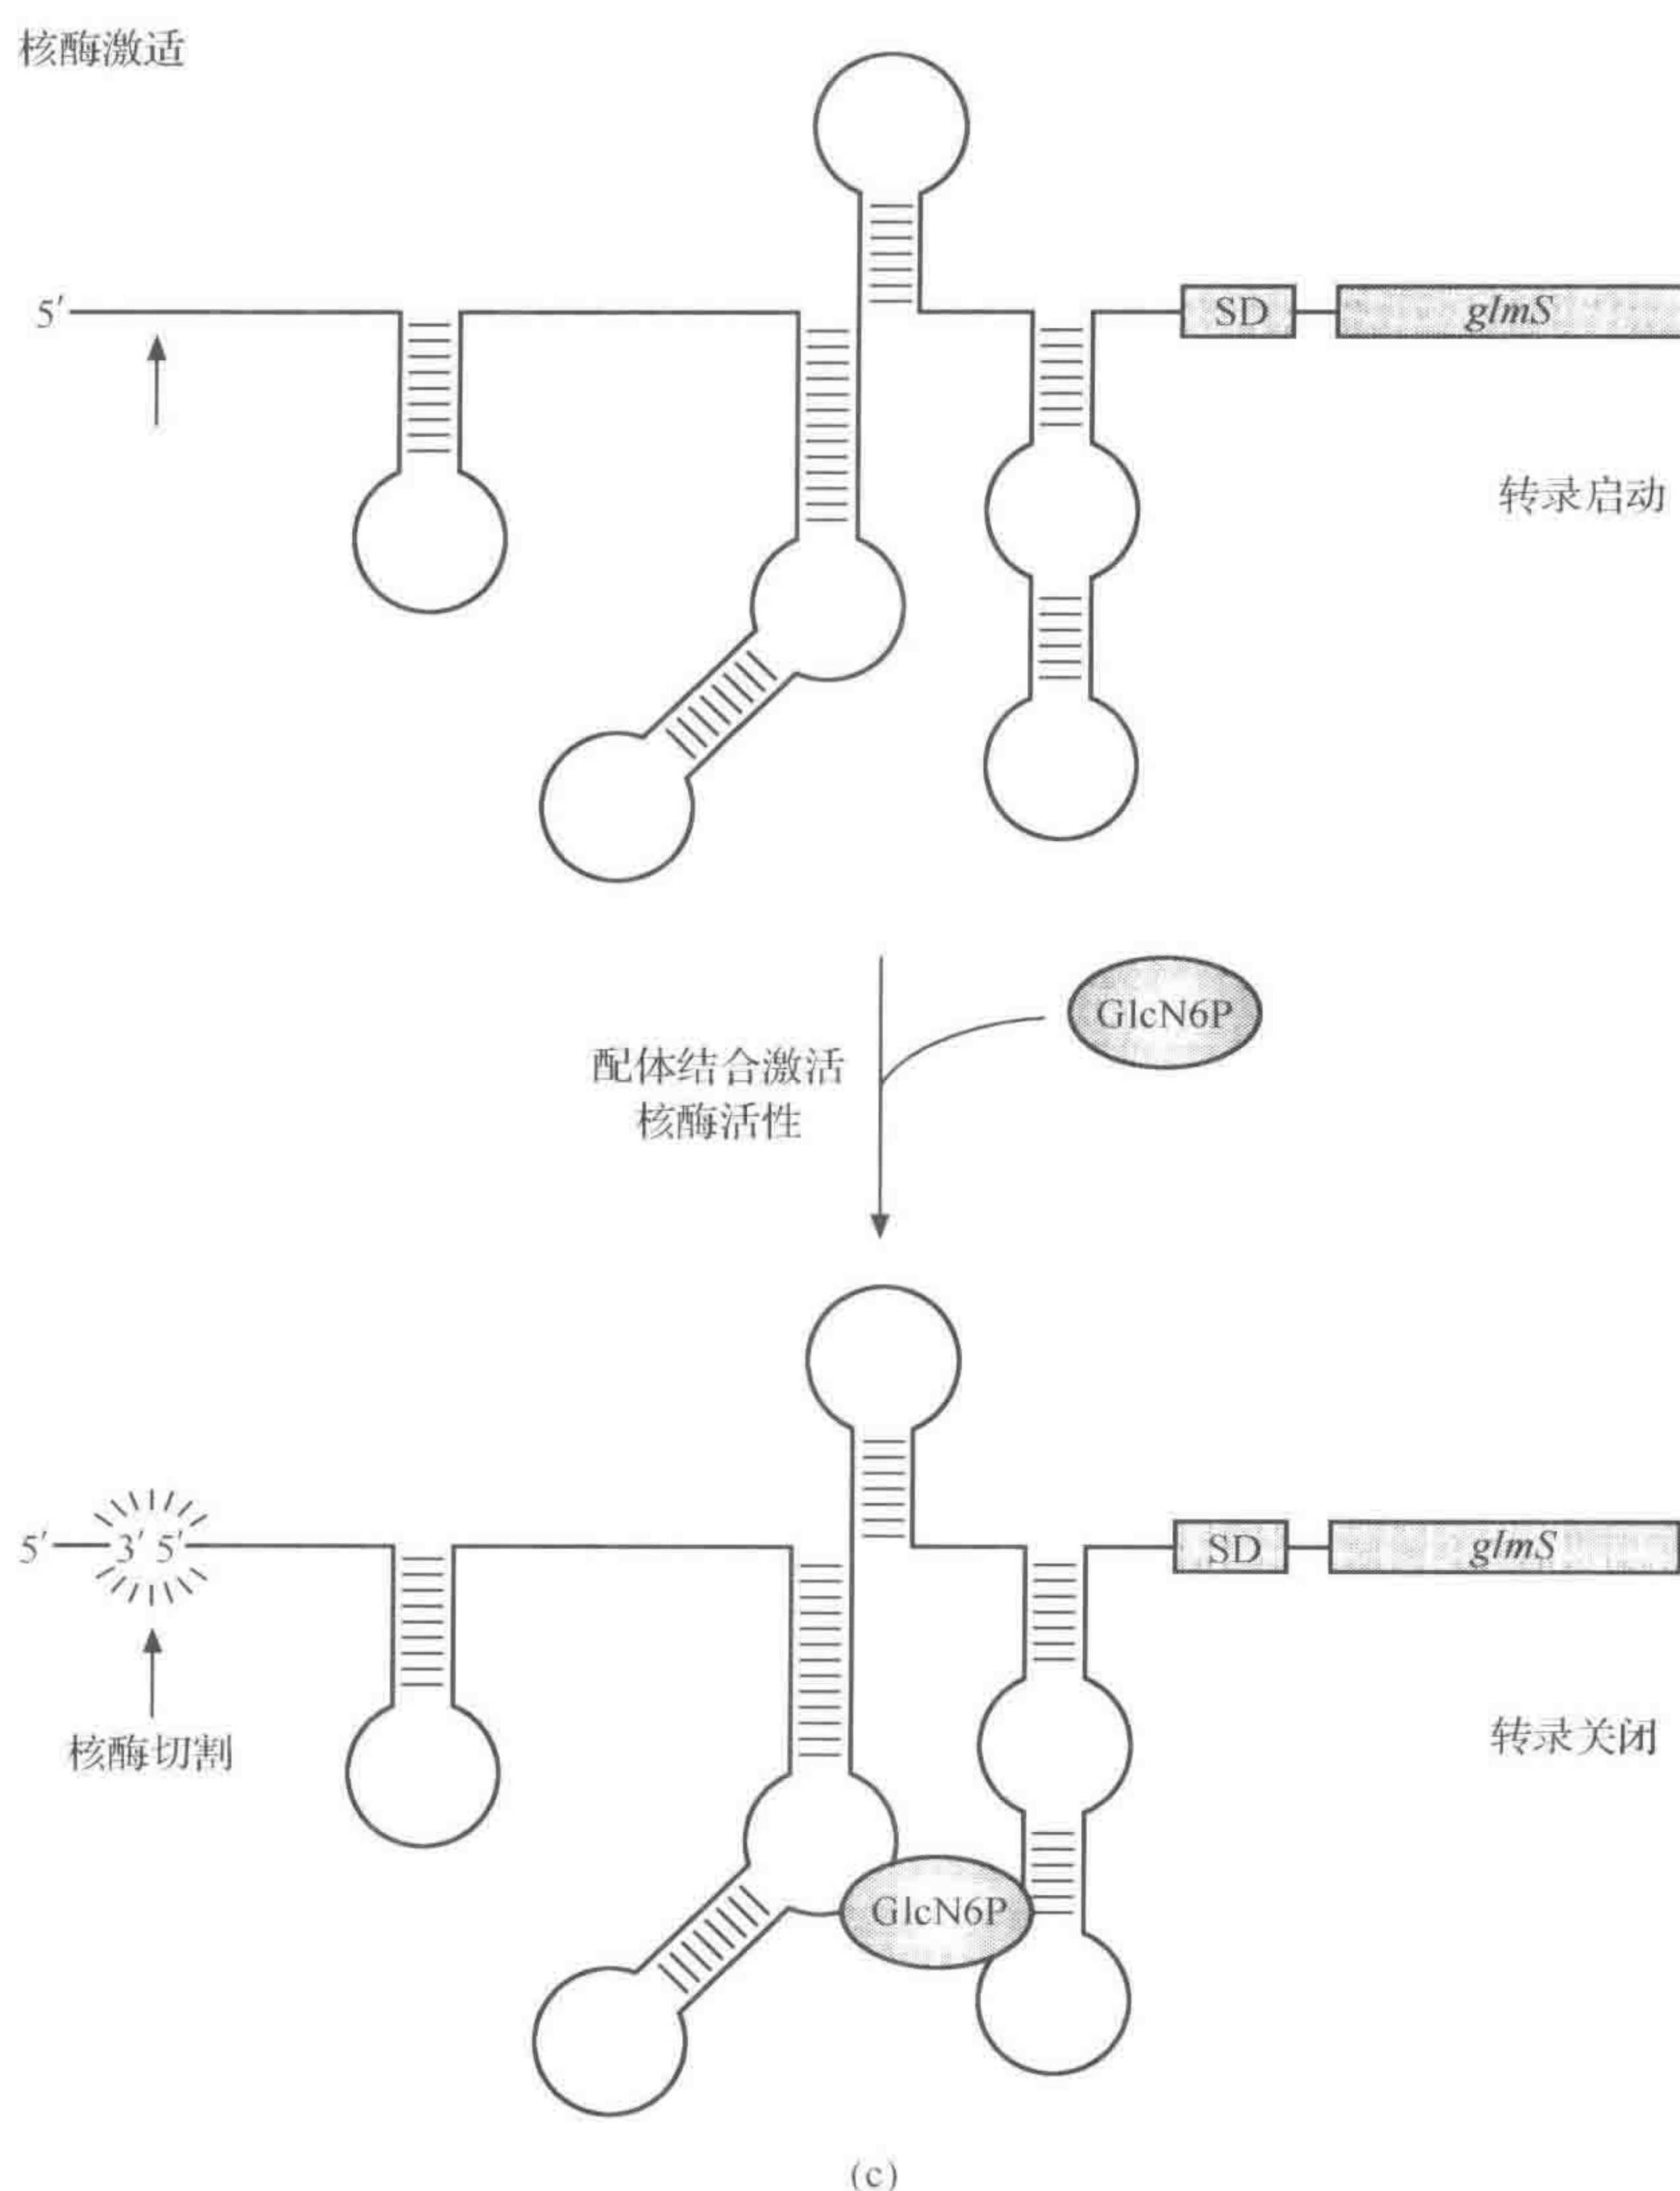 核酶激适
5′
SD
glmS
转录启动
GlcN6P
配体结合激活
核酶活性
5′
3′ 5′
SD
glmS
核酶切割
转录关闭
GlcN6P
(c)